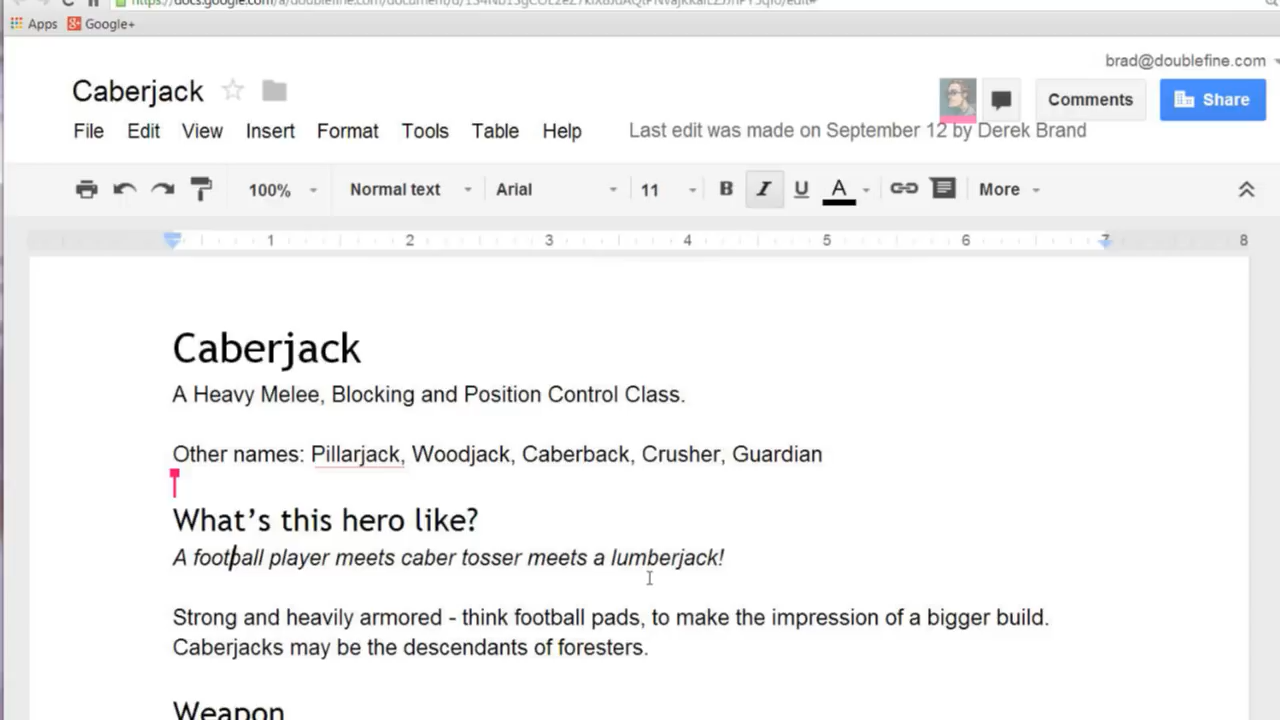 Apps Google+
brad@doublefine.com
Caberjack
Comments Share
File Edit View Insert Format Tools Table Help Last edit was made on September 12 by Derek Brand
100% Normal text Arial 11 B I U A More
1 2 3 4 5 6 7 8
Caberjack
A Heavy Melee, Blocking and Position Control Class.
Other names: Pillarjack, Woodjack, Caberback, Crusher, Guardian
What's this hero like?
A football player meets caber tosser meets a lumberjack!
Strong and heavily armored - think football pads, to make the impression of a bigger build.
Caberjacks may be the descendants of foresters.
Weapon